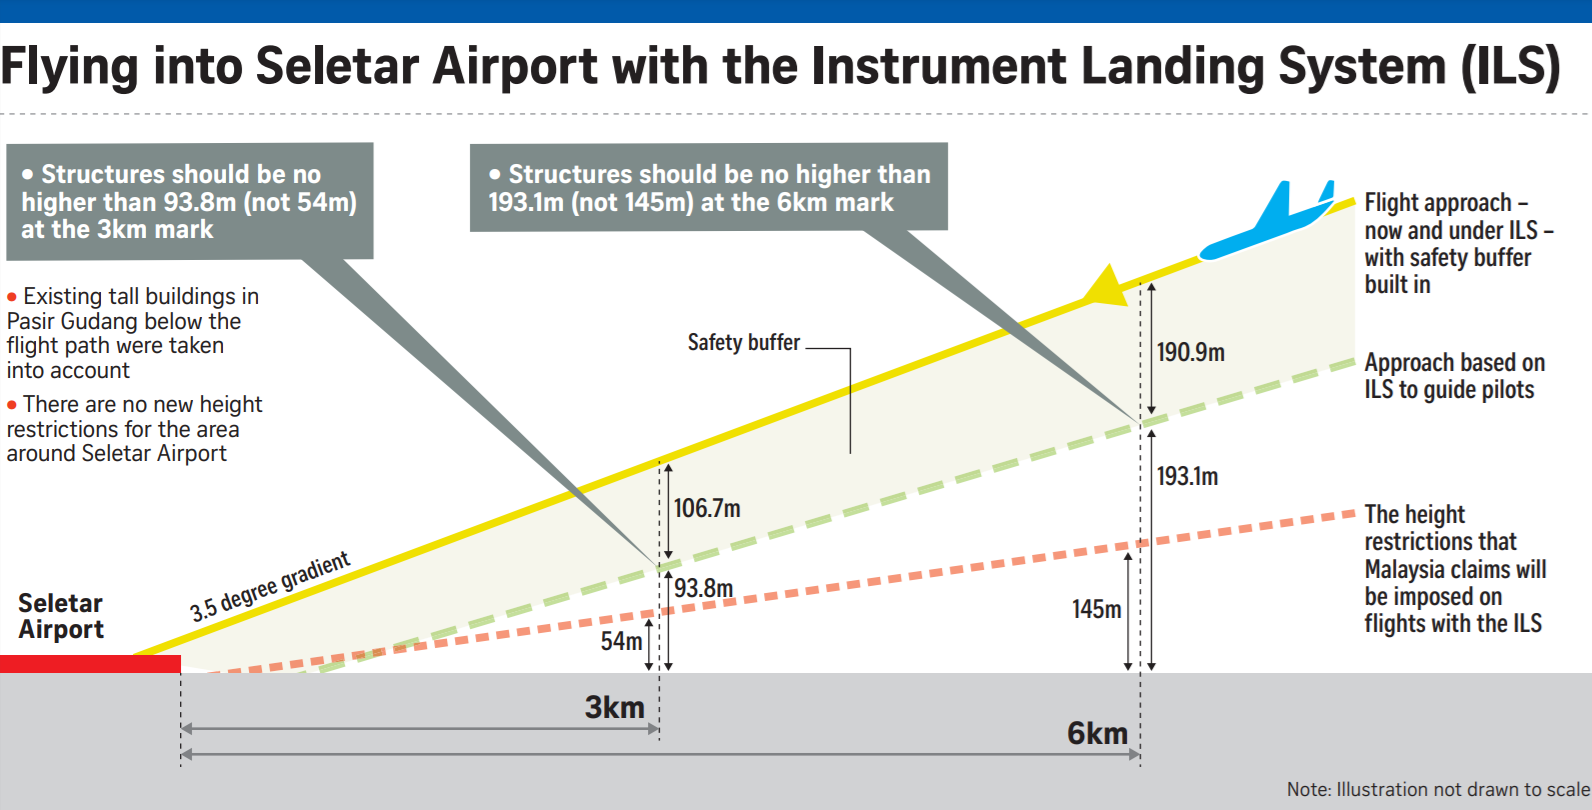 Flying into Seletar Airport with the Instrument Landing System (ILS)
• Structures should be no
higher than 93.8m (not 54m)
at the 3km mark
• Structures should be no higher than
193.1m (not 145m) at the 6km mark
• Existing tall buildings in
Pasir Gudang below the
flight path were taken
into account
• There are no new height
restrictions for the area
around Seletar Airport
Flight approach –
now and under ILS –
with safety buffer
built in
Safety buffer
190.9m
Approach based on
ILS to guide pilots
193.1m
106.7m
The height
restrictions that
Malaysia claims will
be imposed on
flights with the ILS
3.5 degree gradient
93.8m
145m
54m
Seletar
Airport
3km
6km
Note: Illustration not drawn to scale